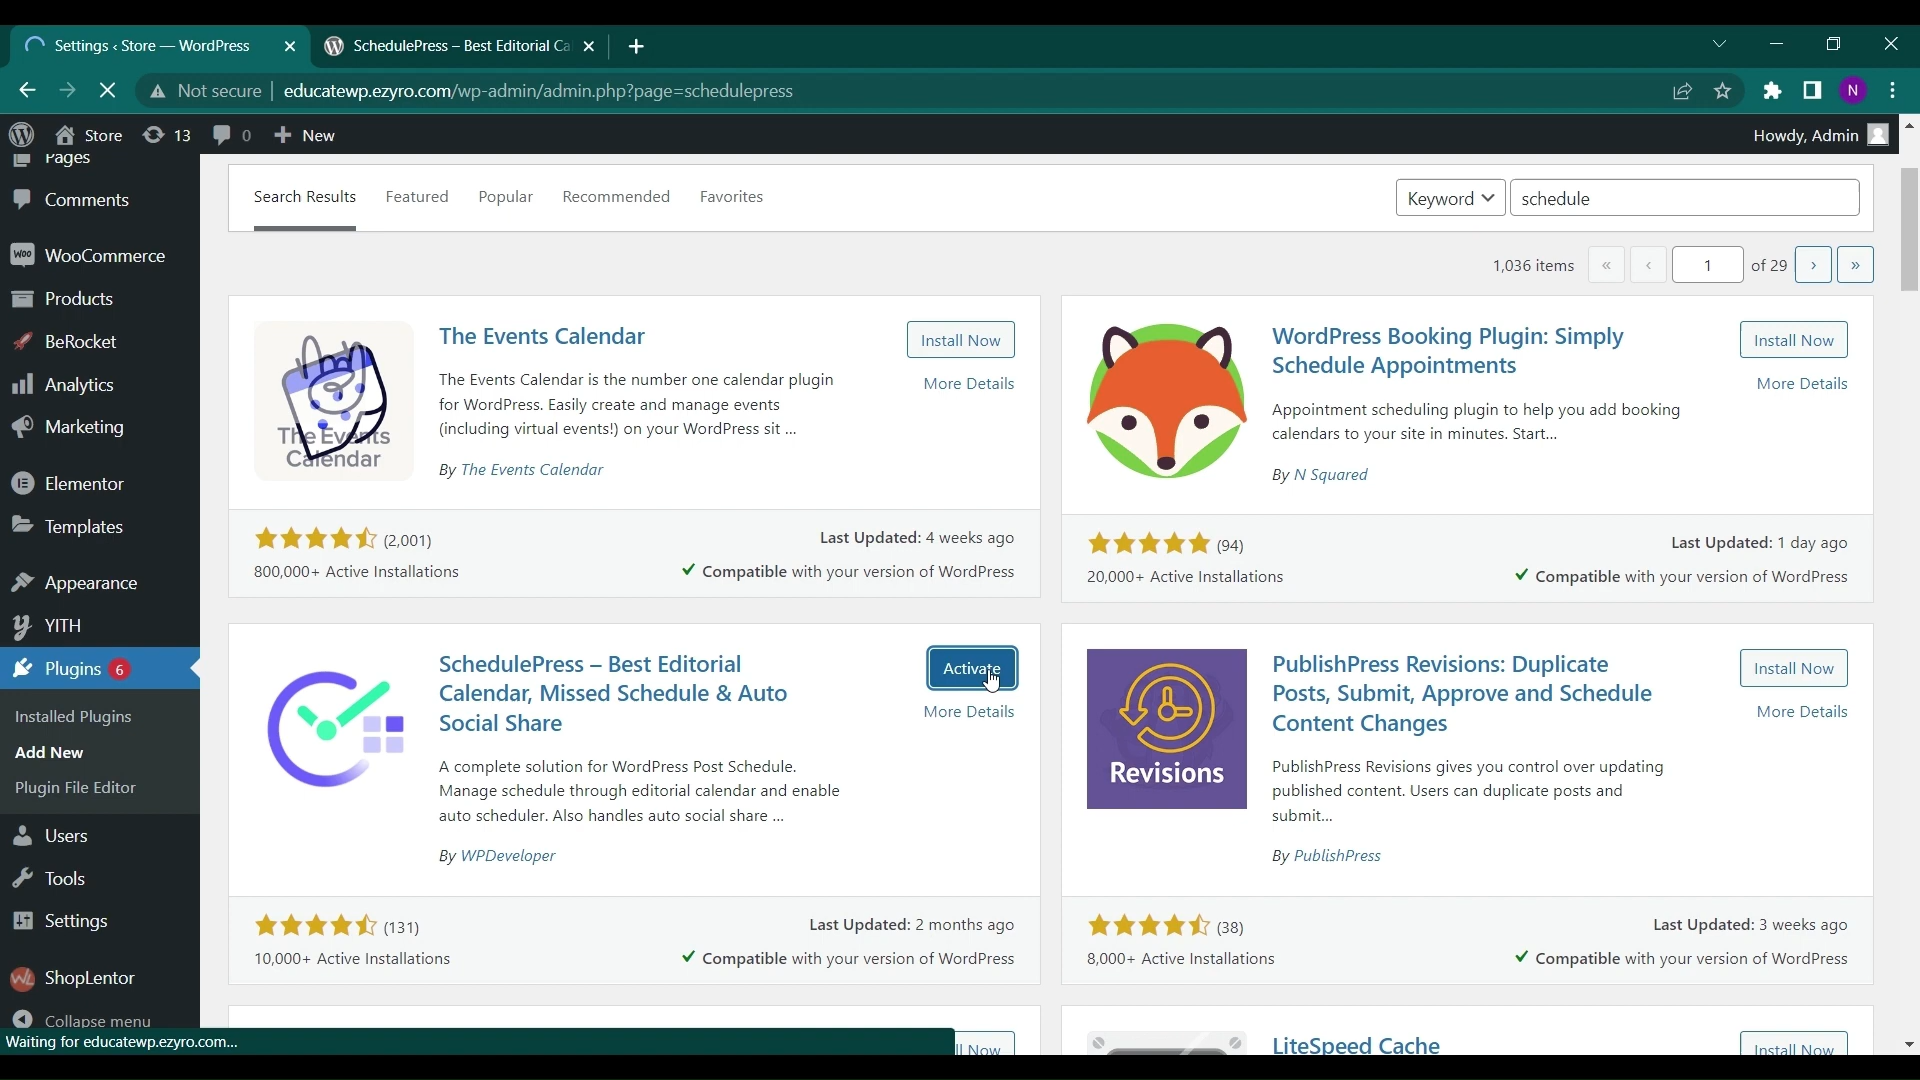 Settings ‹ Store — WordPress
SchedulePress – Best Editorial Ca
Not secure
educatewp.ezyro.com/wp-admin/admin.php?page=schedulepress
N
Store
13
0
New
Howdy, Admin
Pages
Comments
WooCommerce
Products
BeRocket
Analytics
Marketing
Elementor
Templates
Appearance
YITH
Plugins 6
Installed Plugins
Add New
Plugin File Editor
Users
Tools
Settings
ShopLentor
Collapse menu
Waiting for educatewp.ezyro.com...
Search Results
Featured
Popular
Recommended
Favorites
Keyword
schedule
1,036 items
«
‹
1
of 29
›
»
The Events
Calendar
The Events Calendar
Install Now
More Details
The Events Calendar is the number one calendar plugin
for WordPress. Easily create and manage events
(including virtual events!) on your WordPress sit ...
By The Events Calendar
(2,001)
800,000+ Active Installations
Last Updated: 4 weeks ago
Compatible with your version of WordPress
WordPress Booking Plugin: Simply
Schedule Appointments
Install Now
More Details
Appointment scheduling plugin to help you add booking
calendars to your site in minutes. Start...
By N Squared
(94)
20,000+ Active Installations
Last Updated: 1 day ago
Compatible with your version of WordPress
SchedulePress – Best Editorial
Calendar, Missed Schedule & Auto
Social Share
Activate
More Details
A complete solution for WordPress Post Schedule.
Manage schedule through editorial calendar and enable
auto scheduler. Also handles auto social share ...
By WPDeveloper
(131)
10,000+ Active Installations
Last Updated: 2 months ago
Compatible with your version of WordPress
Revisions
PublishPress Revisions: Duplicate
Posts, Submit, Approve and Schedule
Content Changes
Install Now
More Details
PublishPress Revisions gives you control over updating
published content. Users can duplicate posts and
submit...
By PublishPress
(38)
8,000+ Active Installations
Last Updated: 3 weeks ago
Compatible with your version of WordPress
ll Now
LiteSpeed Cache
Install Now